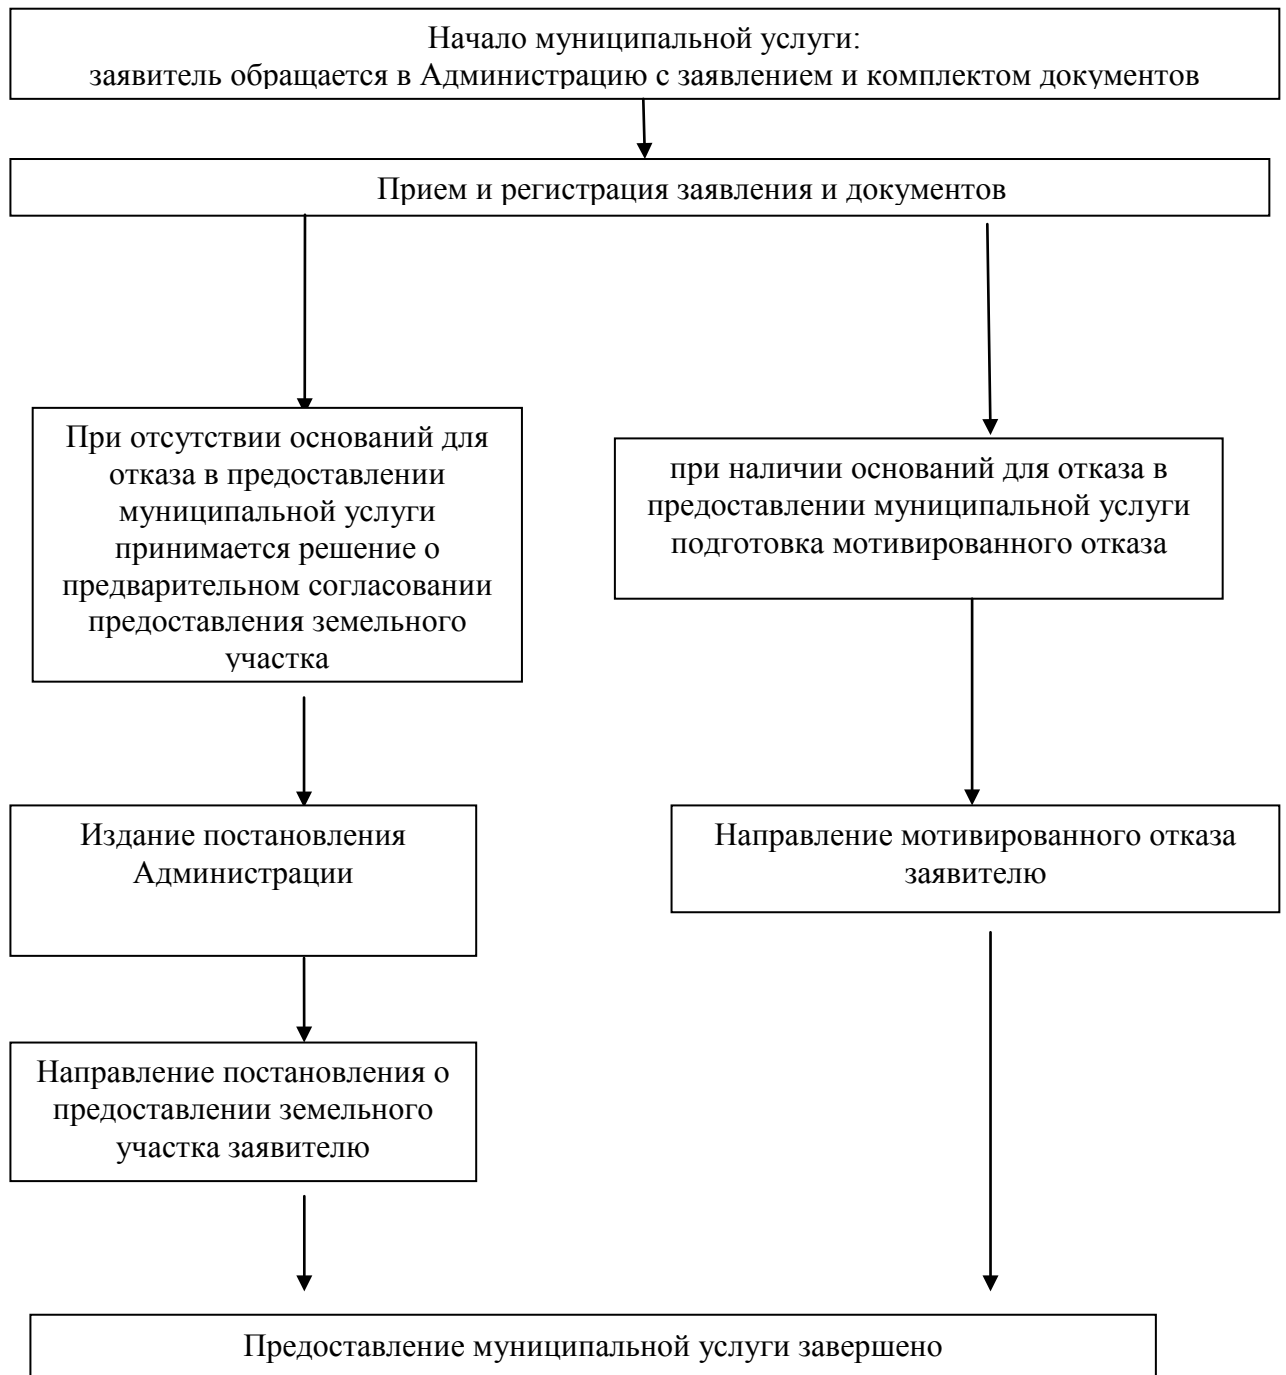 Начало муниципальной услуги:
заявитель обращается в Администрацию с заявлением и комплектом документов
Прием и регистрация заявления и документов
При отсутствии оснований для
отказа в предоставлении
муниципальной услуги
принимается решение о
предварительном согласовании
предоставления земельного
участка
при наличии оснований для отказа в
предоставлении муниципальной услуги
подготовка мотивированного отказа
Издание постановления
Администрации
Направление мотивированного отказа
заявителю
Направление постановления о
предоставлении земельного
участка заявителю
Предоставление муниципальной услуги завершено